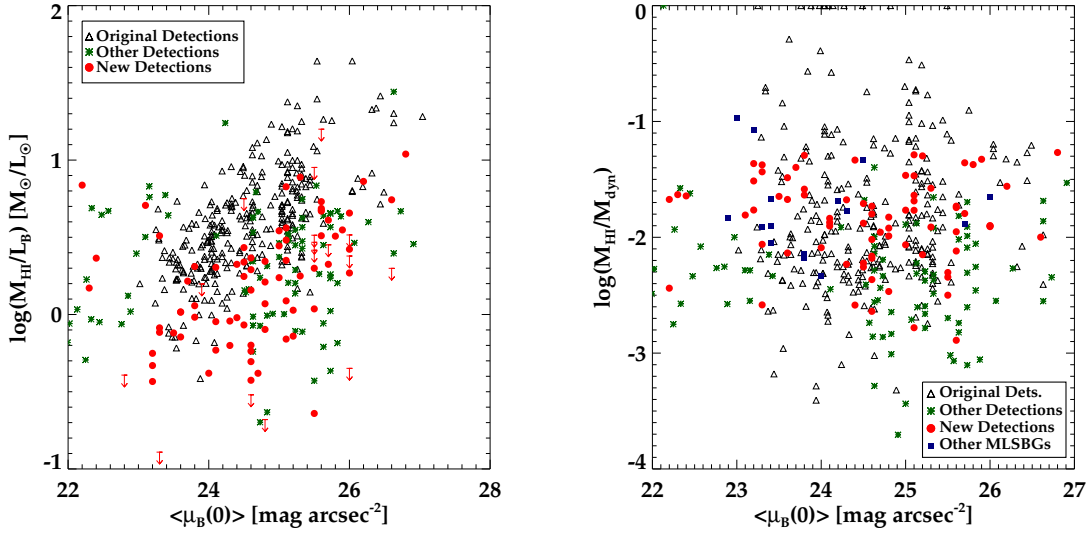 2
1
0
-1
log(M_HI/L_B) [M_⊙/L_⊙]
Original Detections
Other Detections
New Detections
22 24 26 28
<μ_B(0)> [mag arcsec^-2]
0
-1
-2
-3
-4
log(M_HI/M_dyn)
Original Dets.
Other Detections
New Detections
Other MLSBGs
22 23 24 25 26 27
<μ_B(0)> [mag arcsec^-2]